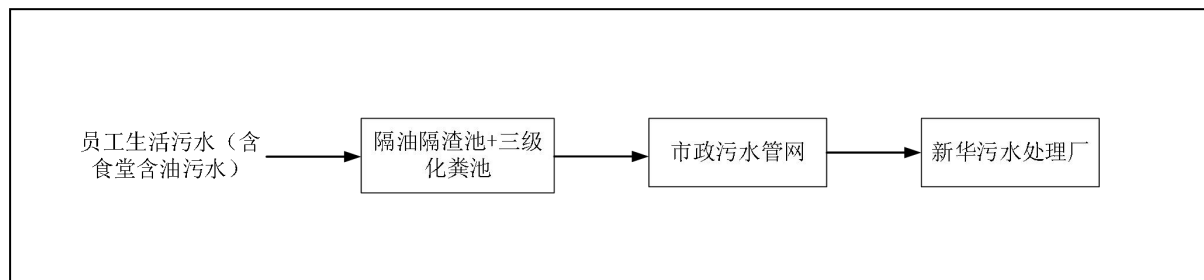 员工生活污水（含
食堂含油污水）
隔油隔渣池+三级
化粪池
市政污水管网
新华污水处理厂